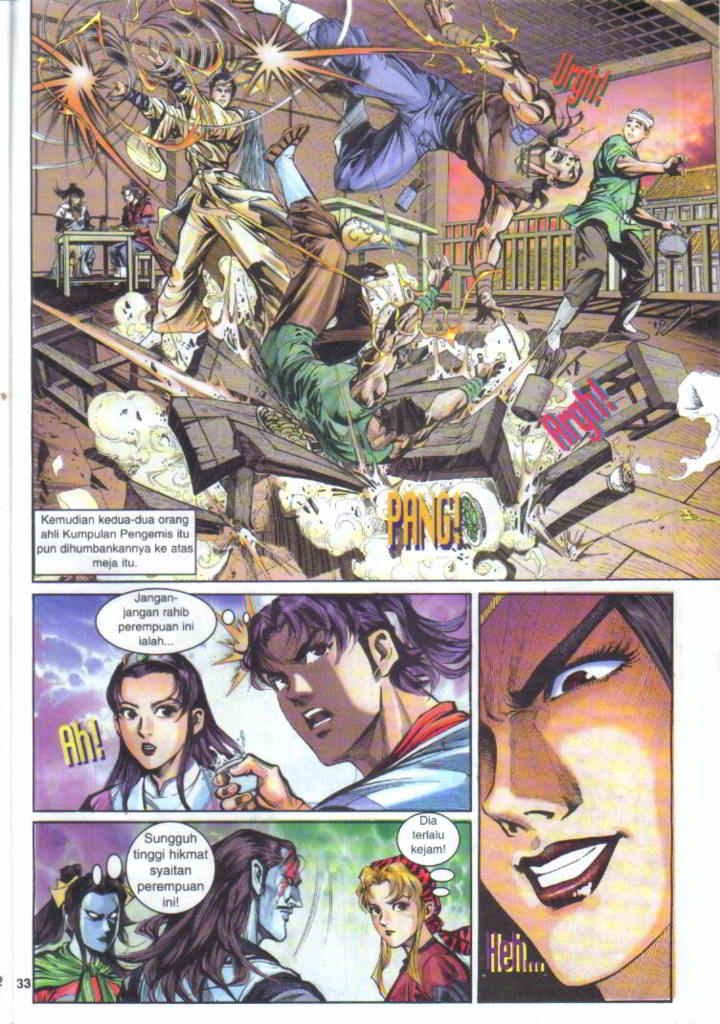 Urgh!
Argh!
PANG!
Kemudian kedua-dua orang
ahli Kumpulan Pengemis itu
pun dihumbankannya ke atas
meja itu.
Jangan-
jangan rahib
perempuan ini
ialah...
Ah!
Heh...
Sungguh
tinggi hikmat
syaitan
perempuan
ini!
Dia
terlalu
kejam!
33